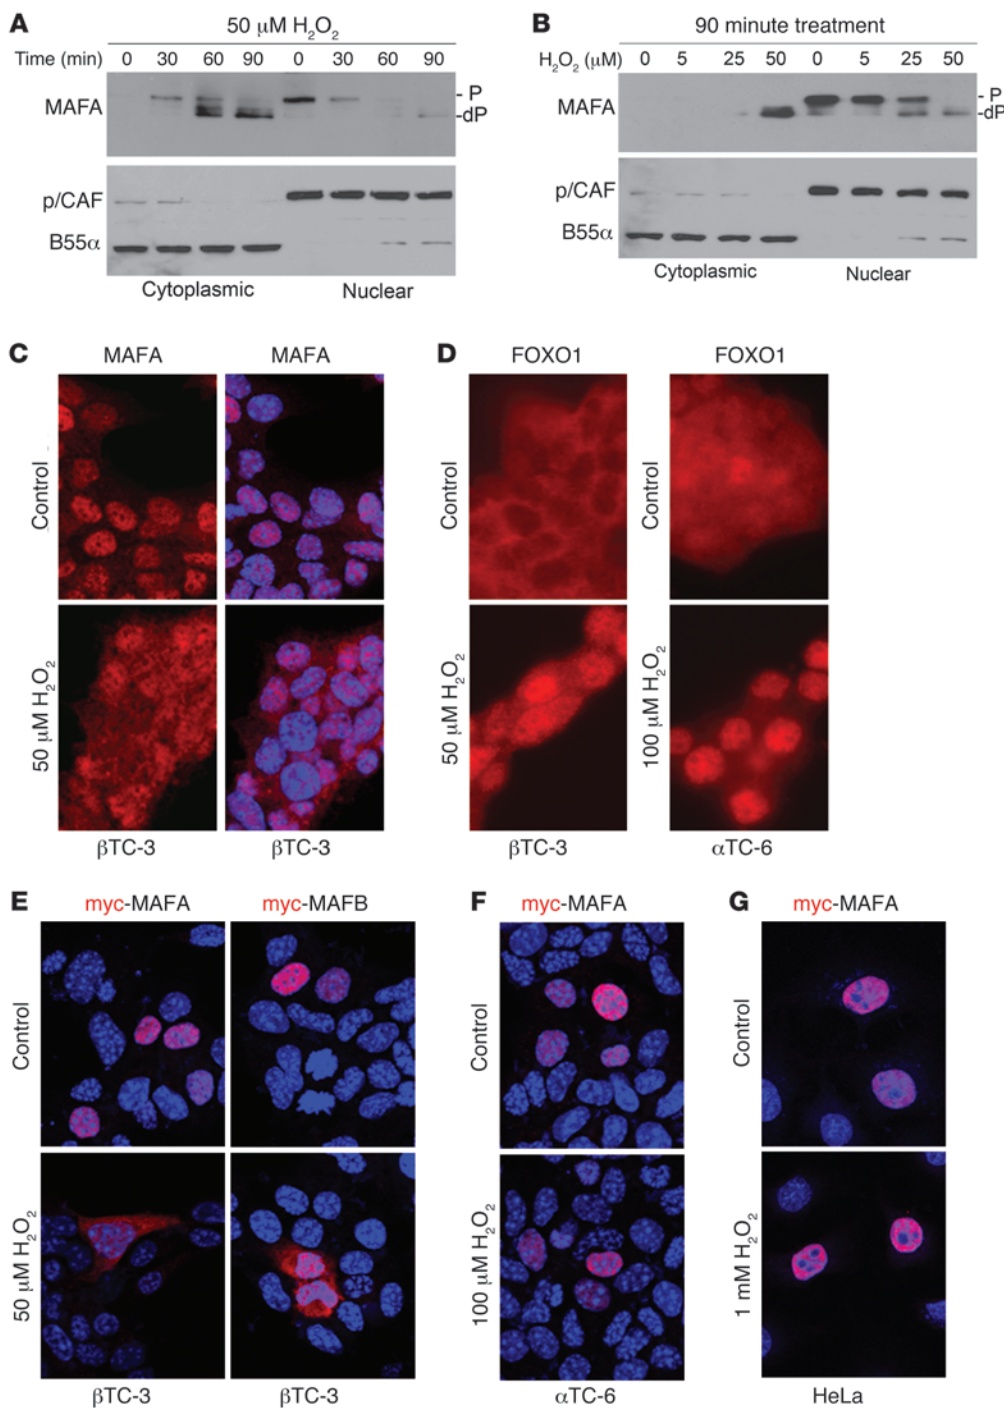 A
50 μM H2O2
Time (min) 0 30 60 90 0 30 60 90
MAFA
- P
-dP
p/CAF
B55α
Cytoplasmic Nuclear
B
90 minute treatment
H2O2 (μM) 0 5 25 50 0 5 25 50
MAFA
- P
-dP
p/CAF
B55α
Cytoplasmic Nuclear
C
MAFA MAFA
Control
50 μM H2O2
βTC-3 βTC-3
D
FOXO1 FOXO1
Control Control
50 μM H2O2 100 μM H2O2
βTC-3 αTC-6
E
myc-MAFA myc-MAFB
Control
50 μM H2O2
βTC-3 βTC-3
F
myc-MAFA
Control
100 μM H2O2
αTC-6
G
myc-MAFA
Control
1 mM H2O2
HeLa